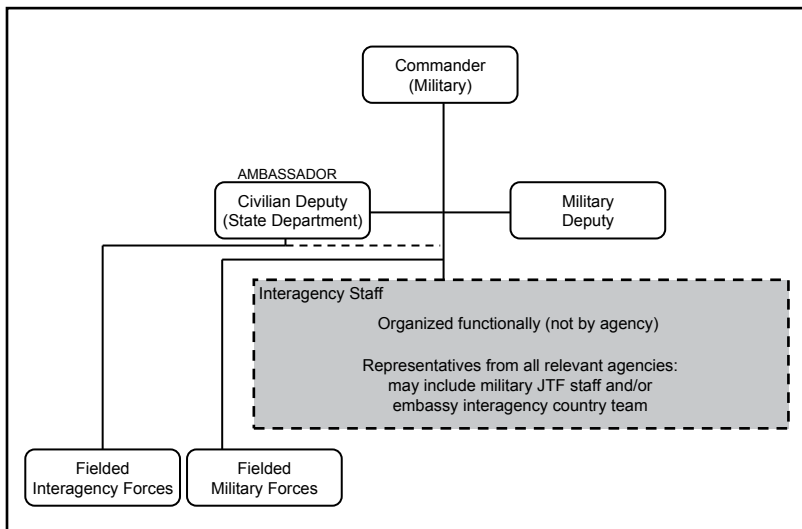 Commander
(Military)
AMBASSADOR
Civilian Deputy
(State Department)
Military
Deputy
Interagency Staff
Organized functionally (not by agency)
Representatives from all relevant agencies:
may include military JTF staff and/or
embassy interagency country team
Fielded
Interagency Forces
Fielded
Military Forces